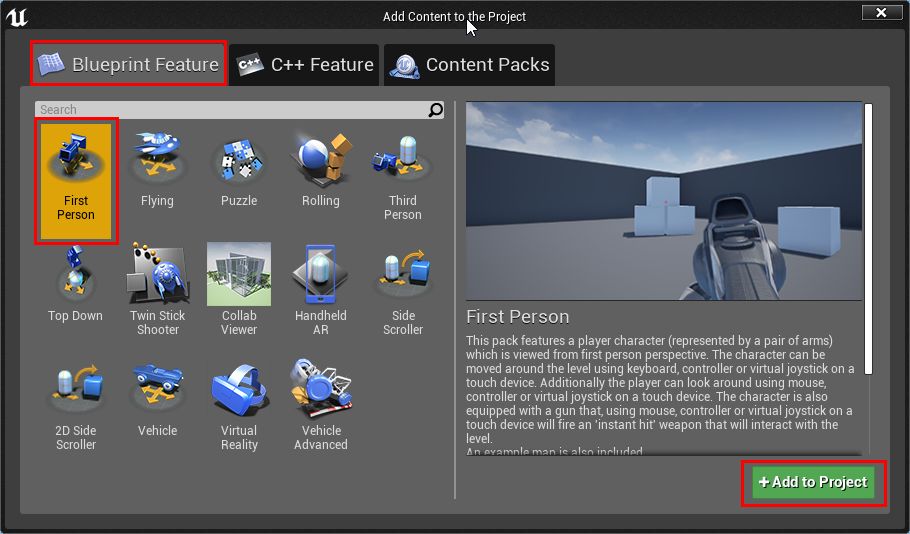 Add Content to the Project
Blueprint Feature
C++
C++ Feature
Content Packs
Search
First
Person
Flying
Puzzle
Rolling
Third
Person
Top Down
Twin Stick
Shooter
Collab
Viewer
Handheld
AR
Side
Scroller
2D Side
Scroller
Vehicle
Virtual
Reality
Vehicle
Advanced
First Person
This pack features a player character (represented by a pair of arms)
which is viewed from first person perspective. The character can be
moved around the level using keyboard, controller or virtual joystick on a
touch device. Additionally the player can look around using mouse,
controller or virtual joystick on a touch device. The character is also
equipped with a gun that, using mouse, controller or virtual joystick on a
touch device will fire an 'instant hit' weapon that will interact with the
level.
An example map is also included
+ Add to Project